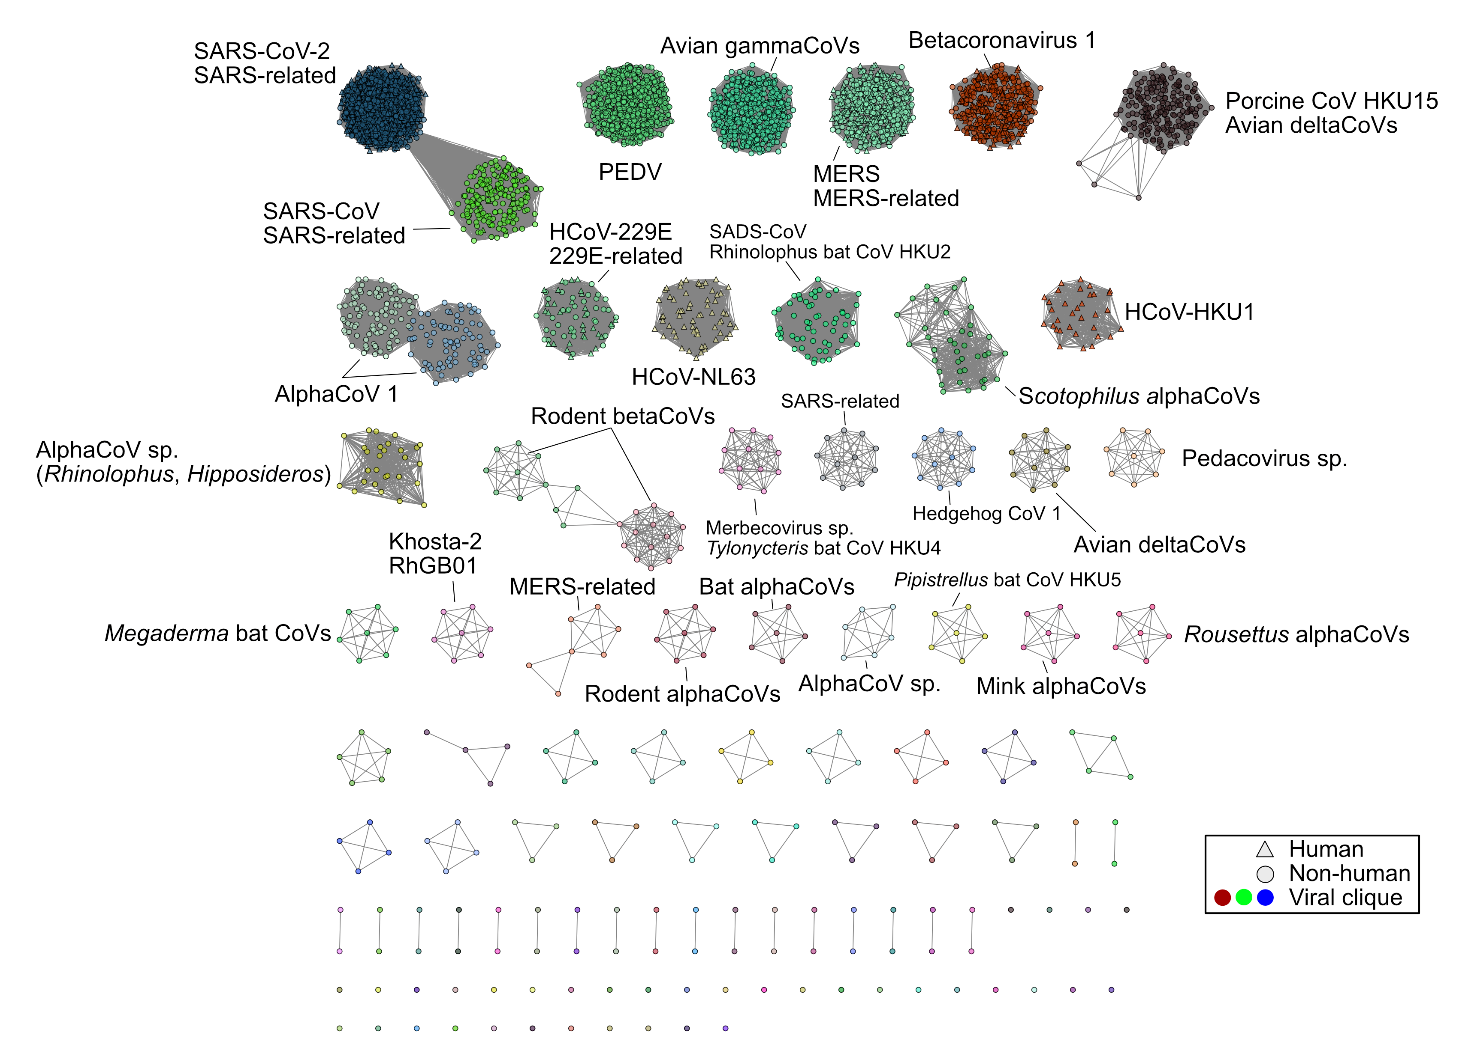 SARS-CoV-2
SARS-related
Avian gammaCoVs
Betacoronavirus 1
Porcine CoV HKU15
Avian deltaCoVs
PEDV
MERS
MERS-related
SARS-CoV
SARS-related
HCoV-229E
229E-related
SADS-CoV
Rhinolophus bat CoV HKU2
HCoV-HKU1
HCoV-NL63
AlphaCoV 1
Scotophilus alphaCoVs
Rodent betaCoVs
SARS-related
AlphaCoV sp.
(Rhinolophus, Hipposideros)
Pedacovirus sp.
Merbecovirus sp.
Tylonycteris bat CoV HKU4
Hedgehog CoV 1
Avian deltaCoVs
Khosta-2
RhGB01
MERS-related
Bat alphaCoVs
Pipistrellus bat CoV HKU5
Megaderma bat CoVs
Rousettus alphaCoVs
Rodent alphaCoVs
AlphaCoV sp.
Mink alphaCoVs
Human
Non-human
Viral clique